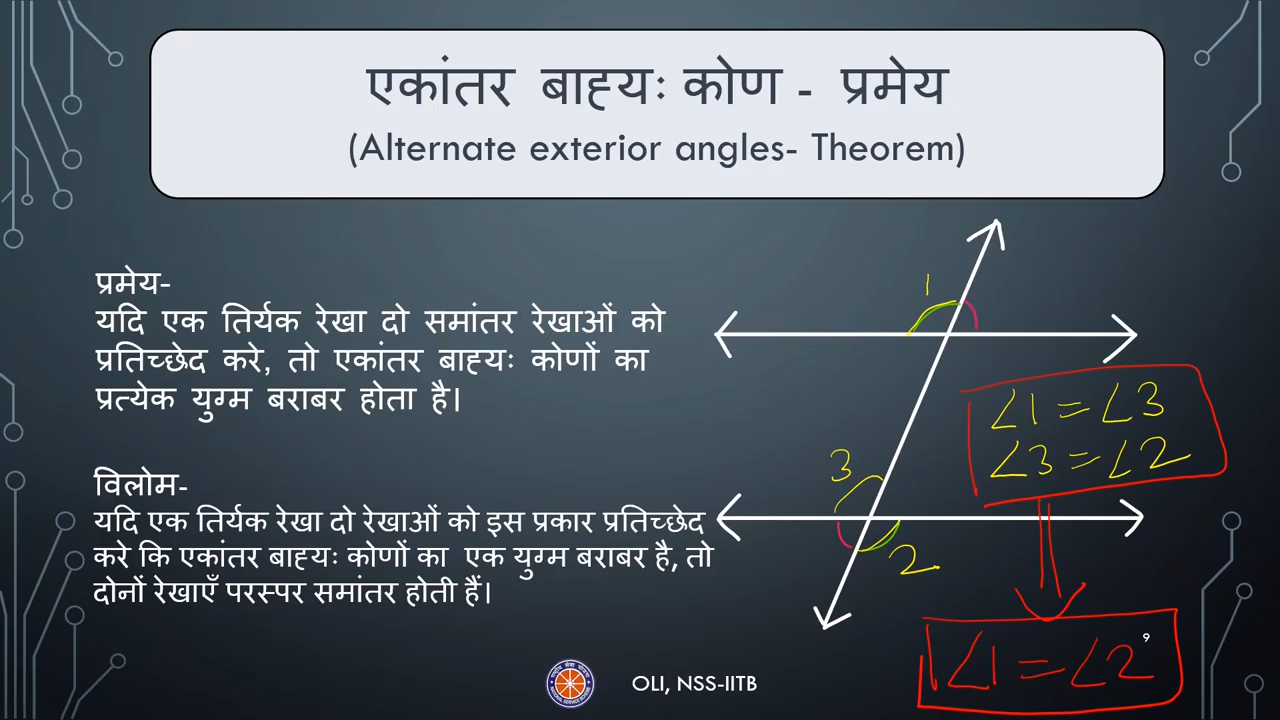 एकांतर बाह्यः कोण - प्रमेय
(Alternate exterior angles- Theorem)
प्रमेय-
यदि एक तिर्यक रेखा दो समांतर रेखाओं को
प्रतिच्छेद करे, तो एकांतर बाह्यः कोणों का
प्रत्येक युग्म बराबर होता है।
विलोम-
यदि एक तिर्यक रेखा दो रेखाओं को इस प्रकार प्रतिच्छेद
करे कि एकांतर बाह्यः कोणों का एक युग्म बराबर है, तो
दोनों रेखाएँ परस्पर समांतर होती हैं।
1
3
2
∠1 = ∠3
∠3 = ∠2
∠1 = ∠2
OLI, NSS-IITB